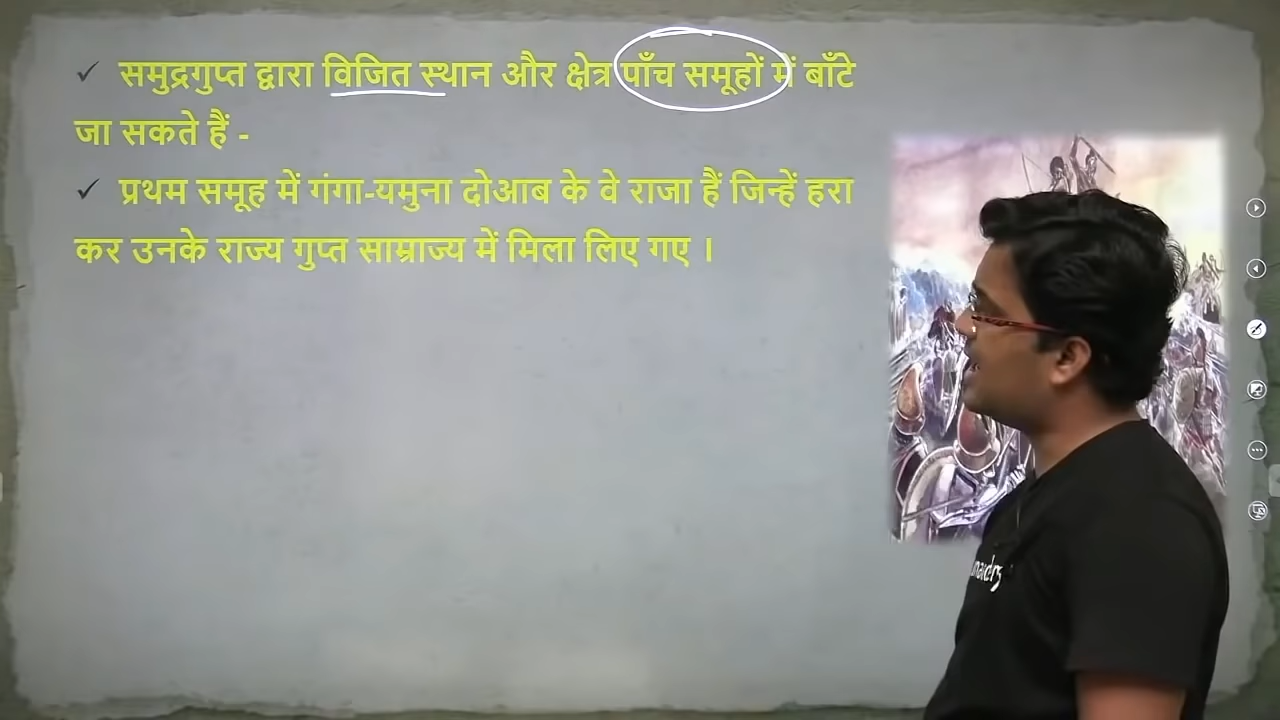 ✓ समुद्रगुप्त द्वारा विजित स्थान और क्षेत्र पाँच समूहों में बाँटे
जा सकते हैं -
✓ प्रथम समूह में गंगा-यमुना दोआब के वे राजा हैं जिन्हें हरा
कर उनके राज्य गुप्त साम्राज्य में मिला लिए गए ।